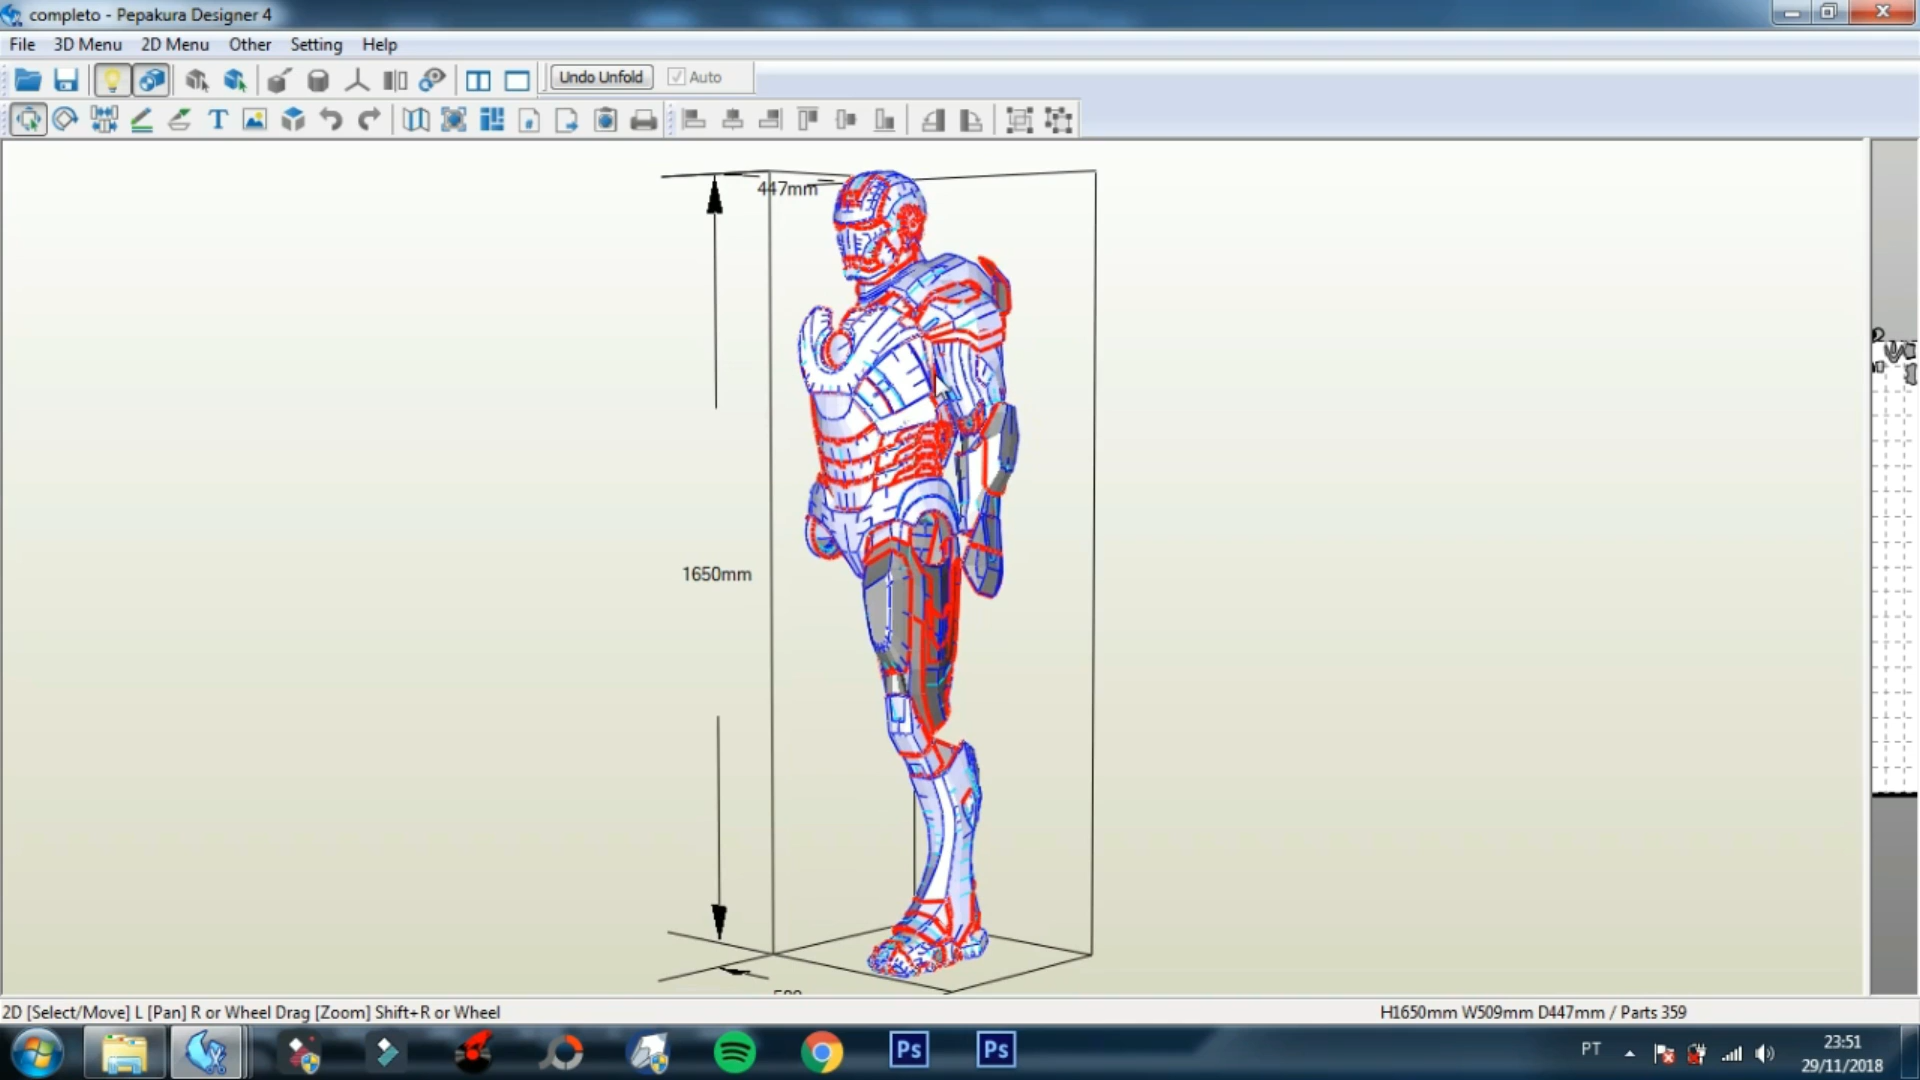 completo - Pepakura Designer 4
File 3D Menu 2D Menu Other Setting Help
Undo Unfold Auto
447mm
1650mm
2D [Select/Move] L [Pan] R or Wheel Drag [Zoom] Shift+R or Wheel
H1650mm W509mm D447mm / Parts 359
Ps Ps
PT
23:51
29/11/2018